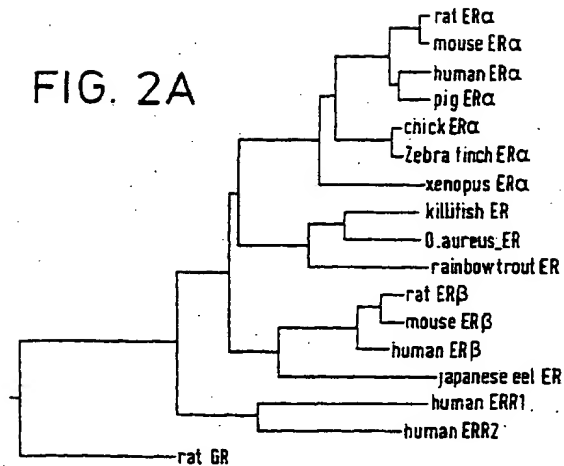 FIG. 2A
rat ERα
mouse ERα
human ERα
pig ERα
chick ERα
Zebra finch ERα
xenopus ERα
killifish ER
O.aureus_ER
rainbow trout ER
rat ERβ
mouse ERβ
human ERβ
japanese eel ER
human ERR1
human ERR2
rat GR